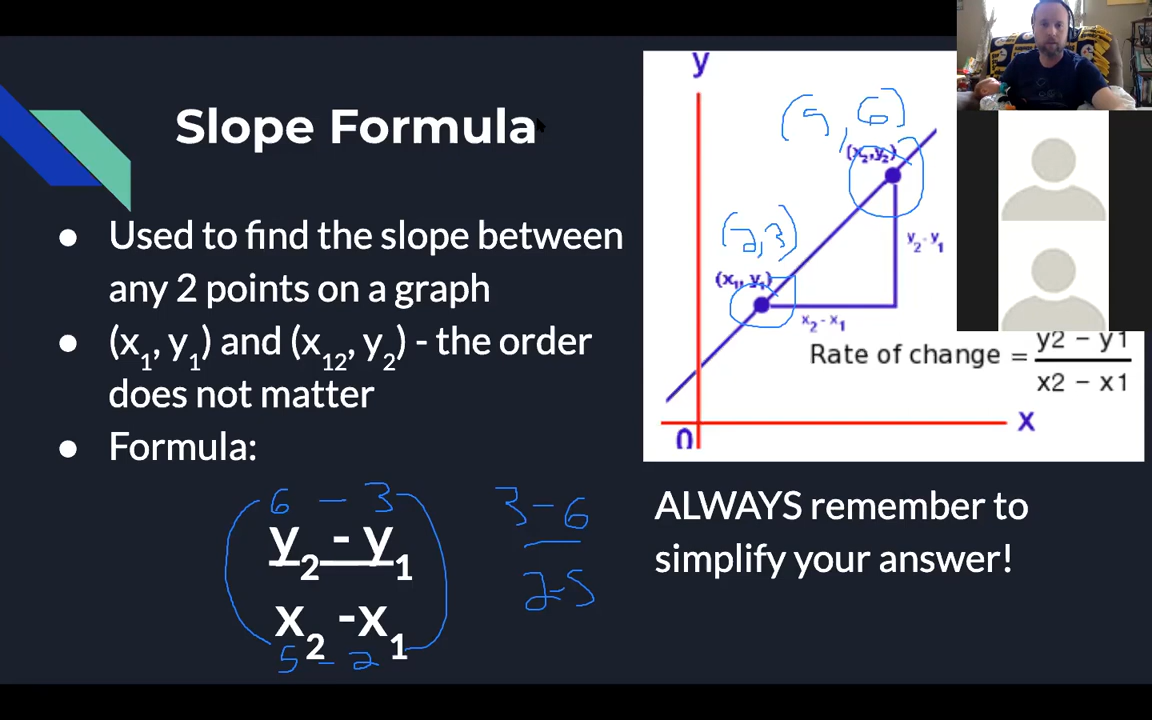 Slope Formula
● Used to find the slope between
any 2 points on a graph
● (x1, y1) and (x12, y2) - the order
does not matter
● Formula:
6 - 3
y2 - y1
x2 -x1
5 - 2
3 - 6
2-5
y
(5, 6)
(x2,y2)
(2,3)
(x1, y1)
y2 - y1
x2 - x1
Rate of change = y2 - y1
x2 - x1
0
x
ALWAYS remember to
simplify your answer!